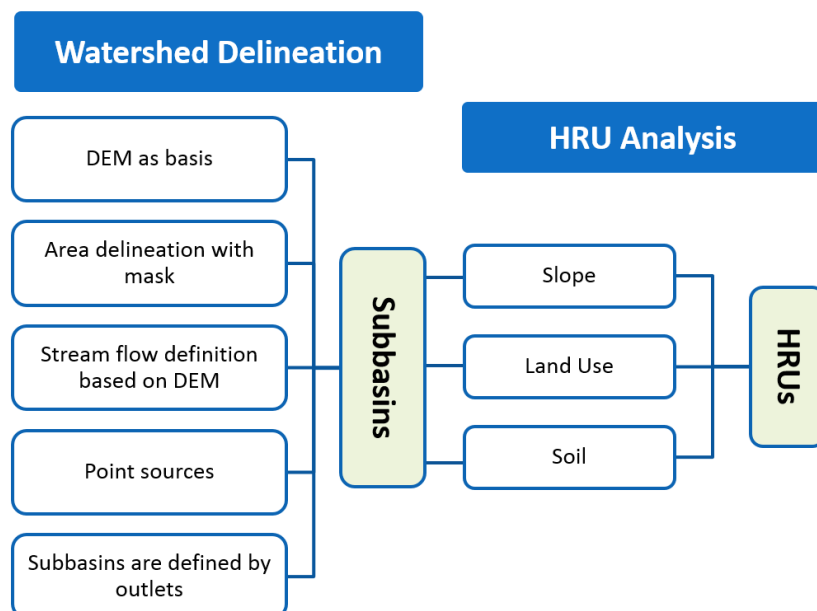 Watershed Delineation
HRU Analysis
DEM as basis
Area delineation with
mask
Stream flow definition
based on DEM
Point sources
Subbasins are defined by
outlets
Subbasins
Slope
Land Use
Soil
HRUs